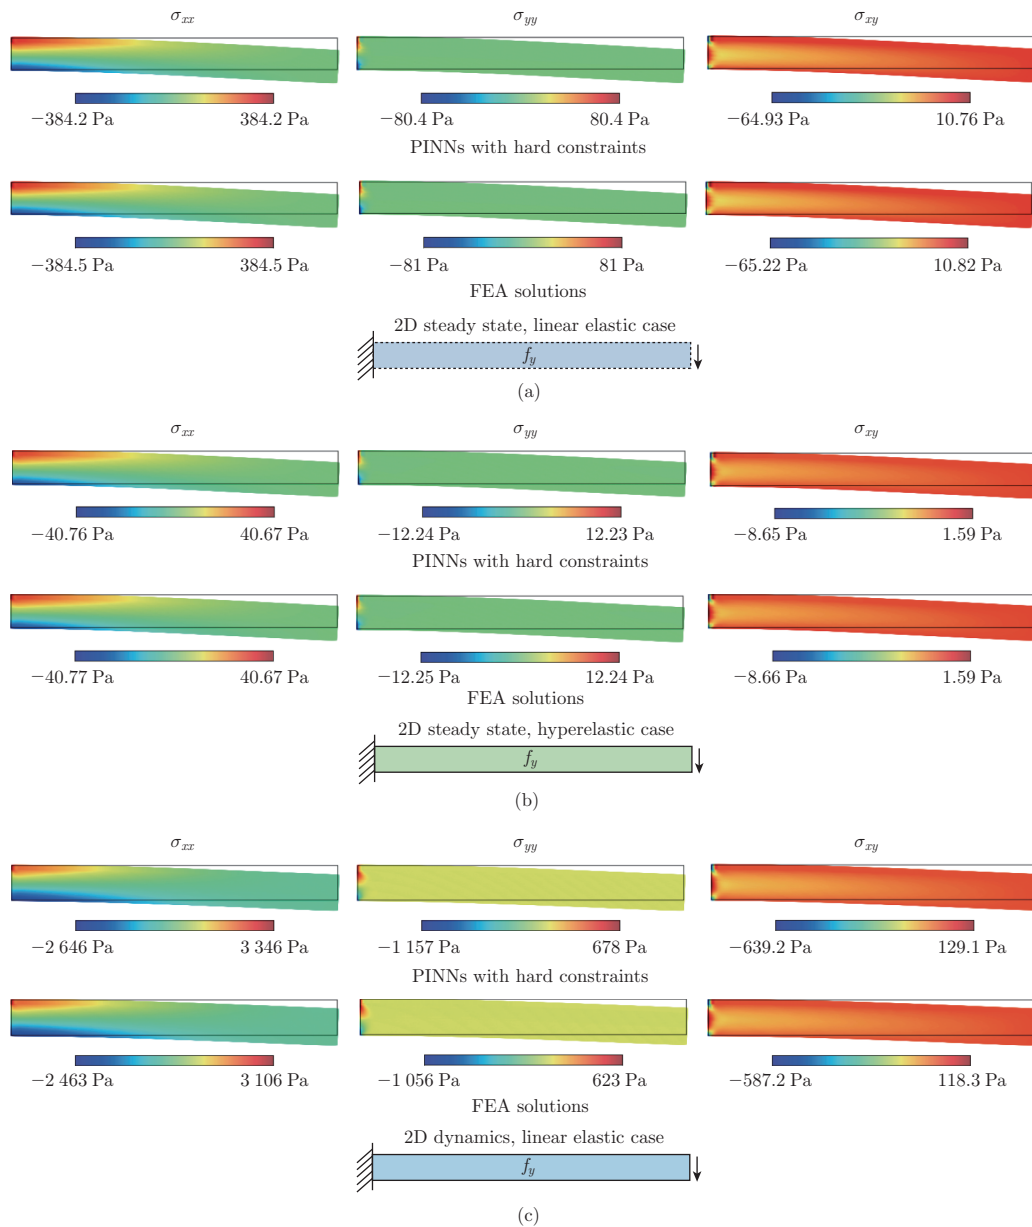 σxx σyy σxy
−384.2 Pa 384.2 Pa −80.4 Pa 80.4 Pa −64.93 Pa 10.76 Pa
PINNs with hard constraints
−384.5 Pa 384.5 Pa −81 Pa 81 Pa −65.22 Pa 10.82 Pa
FEA solutions
2D steady state, linear elastic case
fy
(a)
σxx σyy σxy
−40.76 Pa 40.67 Pa −12.24 Pa 12.23 Pa −8.65 Pa 1.59 Pa
PINNs with hard constraints
−40.77 Pa 40.67 Pa −12.25 Pa 12.24 Pa −8.66 Pa 1.59 Pa
FEA solutions
2D steady state, hyperelastic case
fy
(b)
σxx σyy σxy
−2 646 Pa 3 346 Pa −1 157 Pa 678 Pa −639.2 Pa 129.1 Pa
PINNs with hard constraints
−2 463 Pa 3 106 Pa −1 056 Pa 623 Pa −587.2 Pa 118.3 Pa
FEA solutions
2D dynamics, linear elastic case
fy
(c)